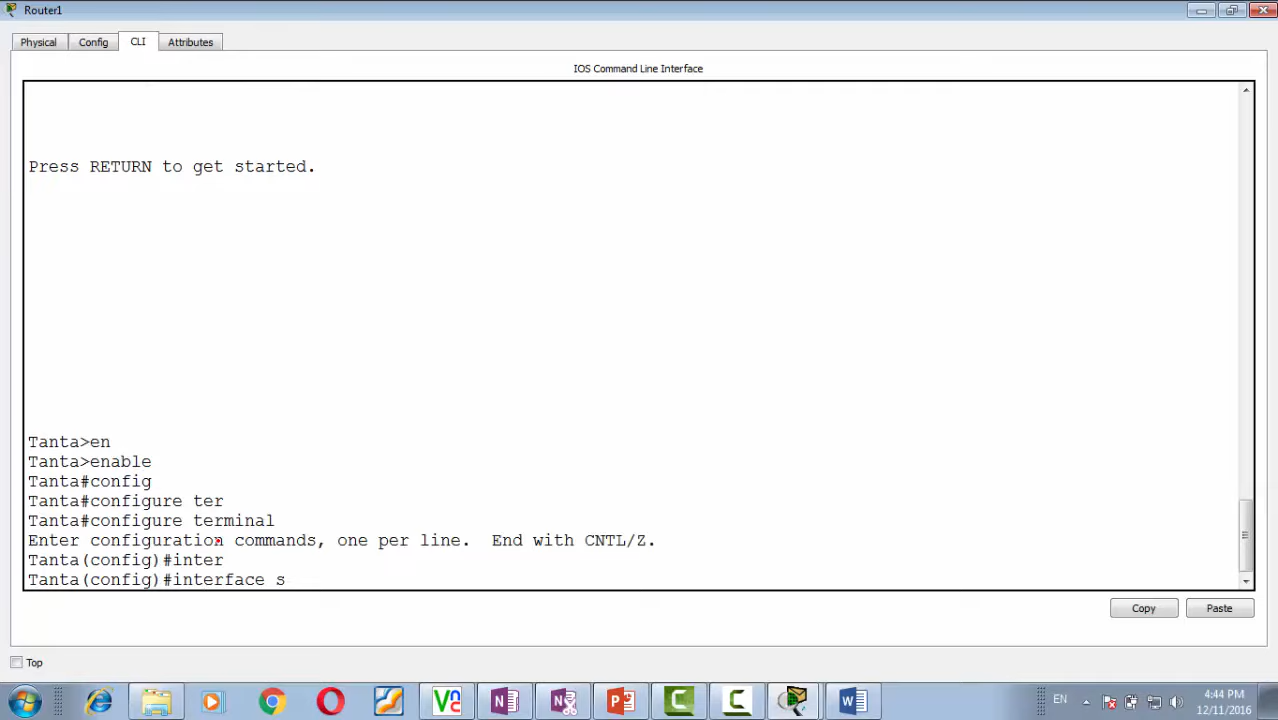 Router1
Physical Config CLI Attributes
IOS Command Line Interface
Press RETURN to get started.
Tanta>en
Tanta>enable
Tanta#config
Tanta#configure ter
Tanta#configure terminal
Enter configuration commands, one per line.  End with CNTL/Z.
Tanta(config)#inter
Tanta(config)#interface s
Copy Paste
Top
EN
4:44 PM
12/11/2016